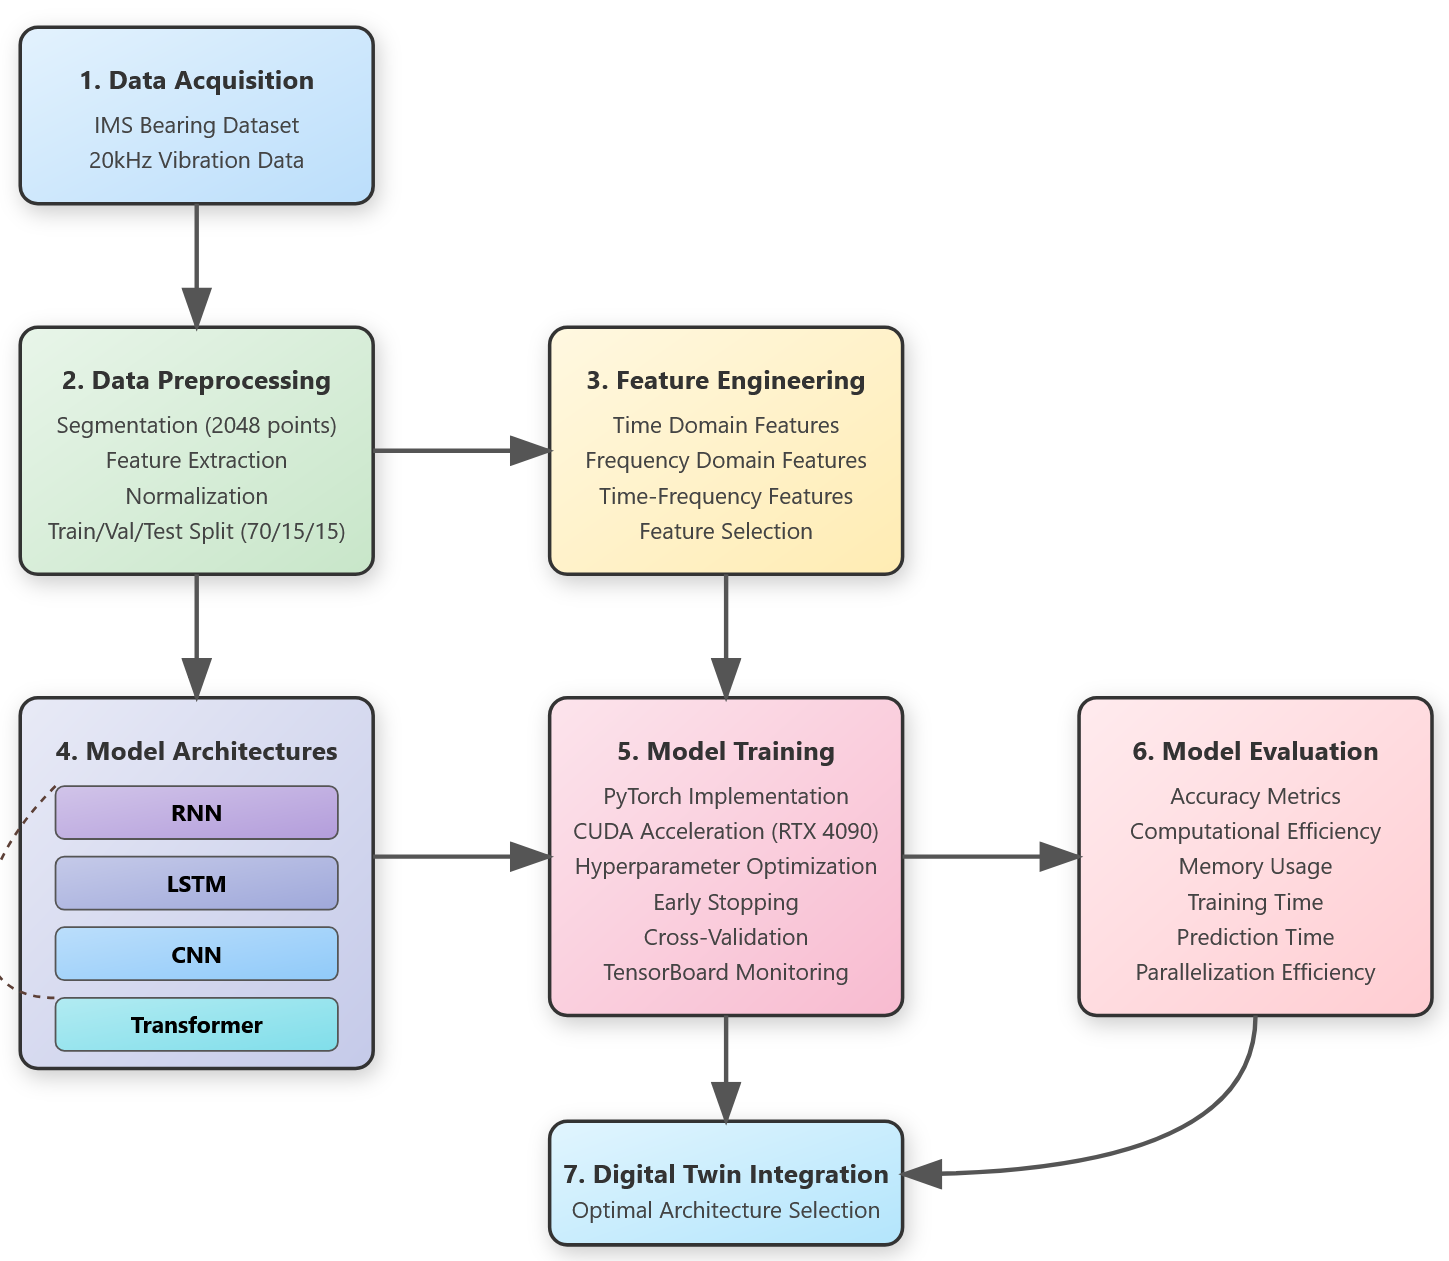 1. Data Acquisition
IMS Bearing Dataset
20kHz Vibration Data
2. Data Preprocessing
Segmentation (2048 points)
Feature Extraction
Normalization
Train/Val/Test Split (70/15/15)
3. Feature Engineering
Time Domain Features
Frequency Domain Features
Time-Frequency Features
Feature Selection
4. Model Architectures
RNN
LSTM
CNN
Transformer
5. Model Training
PyTorch Implementation
CUDA Acceleration (RTX 4090)
Hyperparameter Optimization
Early Stopping
Cross-Validation
TensorBoard Monitoring
6. Model Evaluation
Accuracy Metrics
Computational Efficiency
Memory Usage
Training Time
Prediction Time
Parallelization Efficiency
7. Digital Twin Integration
Optimal Architecture Selection